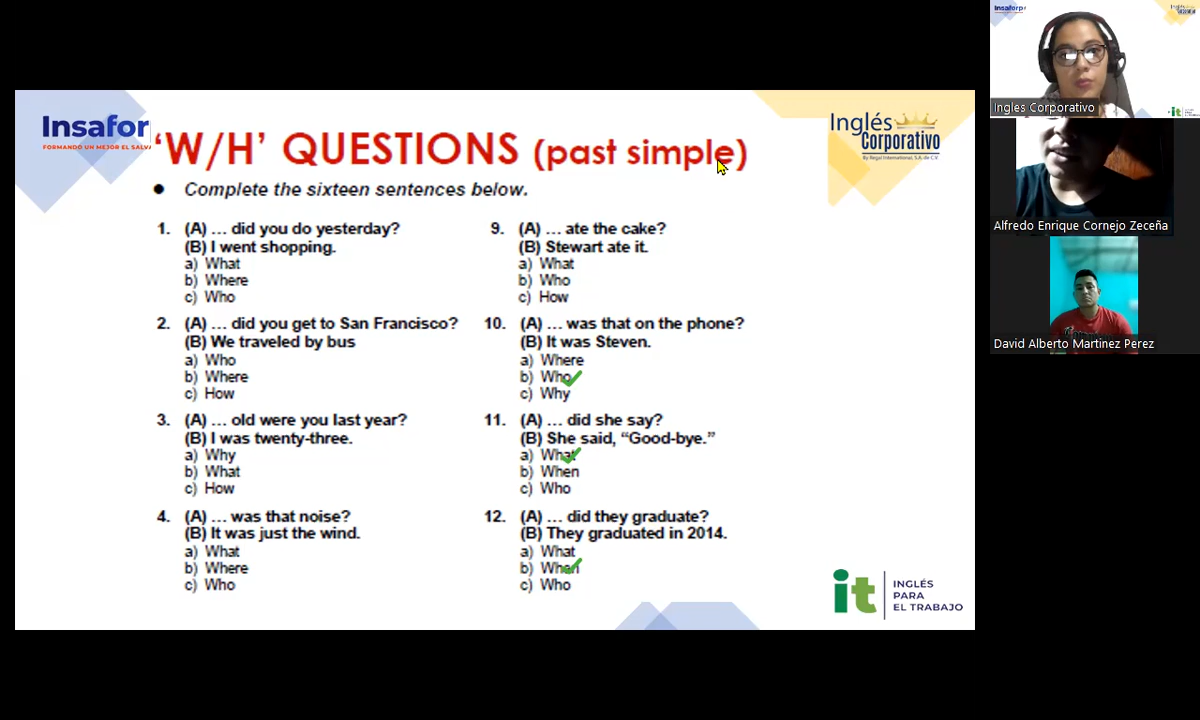 Insafor
FORMANDO UN MEJOR EL SALVA
'W/H' QUESTIONS (past simple)
Inglés
Corporativo
By Regal International, S.A. de C.V.
• Complete the sixteen sentences below.
1. (A) … did you do yesterday?
(B) I went shopping.
a) What
b) Where
c) Who
2. (A) … did you get to San Francisco?
(B) We traveled by bus
a) Who
b) Where
c) How
3. (A) … old were you last year?
(B) I was twenty-three.
a) Why
b) What
c) How
4. (A) … was that noise?
(B) It was just the wind.
a) What
b) Where
c) Who
9. (A) … ate the cake?
(B) Stewart ate it.
a) What
b) Who
c) How
10. (A) … was that on the phone?
(B) It was Steven.
a) Where
b) Who
c) Why
11. (A) … did she say?
(B) She said, “Good-bye.”
a) What
b) When
c) Who
12. (A) … did they graduate?
(B) They graduated in 2014.
a) What
b) When
c) Who
it
INGLÉS
PARA
EL TRABAJO
Insaforp
Ingles Corporativo
it
Alfredo Enrique Cornejo Zeceña
David Alberto Martinez Perez